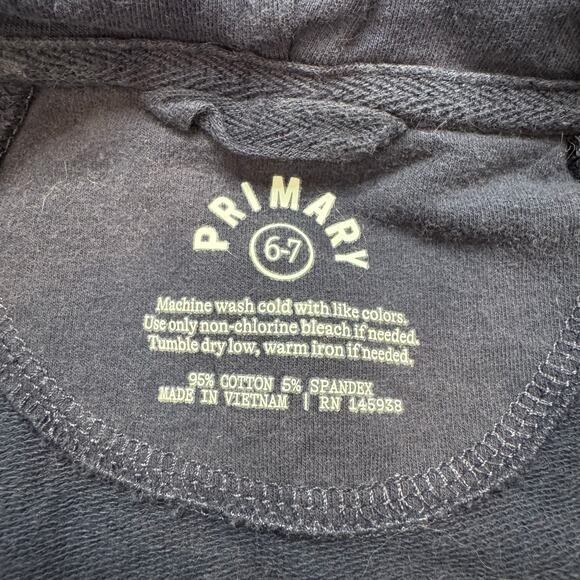 PRIMARY
6-7
Machine wash cold with like colors.
Use only non-chlorine bleach if needed.
Tumble dry low, warm iron if needed.
95% COTTON 5% SPANDEX
MADE IN VIETNAM | RN 145938